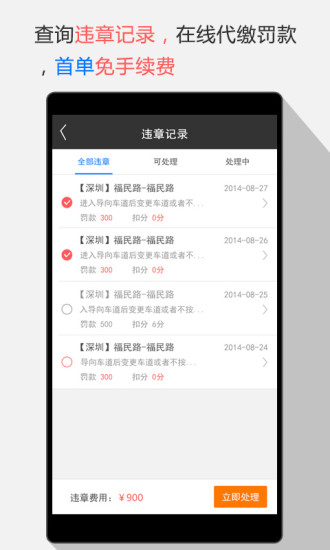 查询违章记录，在线代缴罚款
，首单免手续费
违章记录
全部违章 可处理 处理中
【深圳】福民路-福民路 2014-08-27
进入导向车道后变更车道或者不...
罚款 300 扣分 0分
【深圳】福民路-福民路 2014-08-26
进入导向车道后变更车道或者不...
罚款 300 扣分 0分
【深圳】福民路-福民路 2014-08-25
入导向车道后变更车道或者不按...
罚款 500 扣分 6分
【深圳】福民路-福民路 2014-08-24
导向车道后变更车道或者不按...
罚款 300 扣分 0分
违章费用：￥900 立即处理